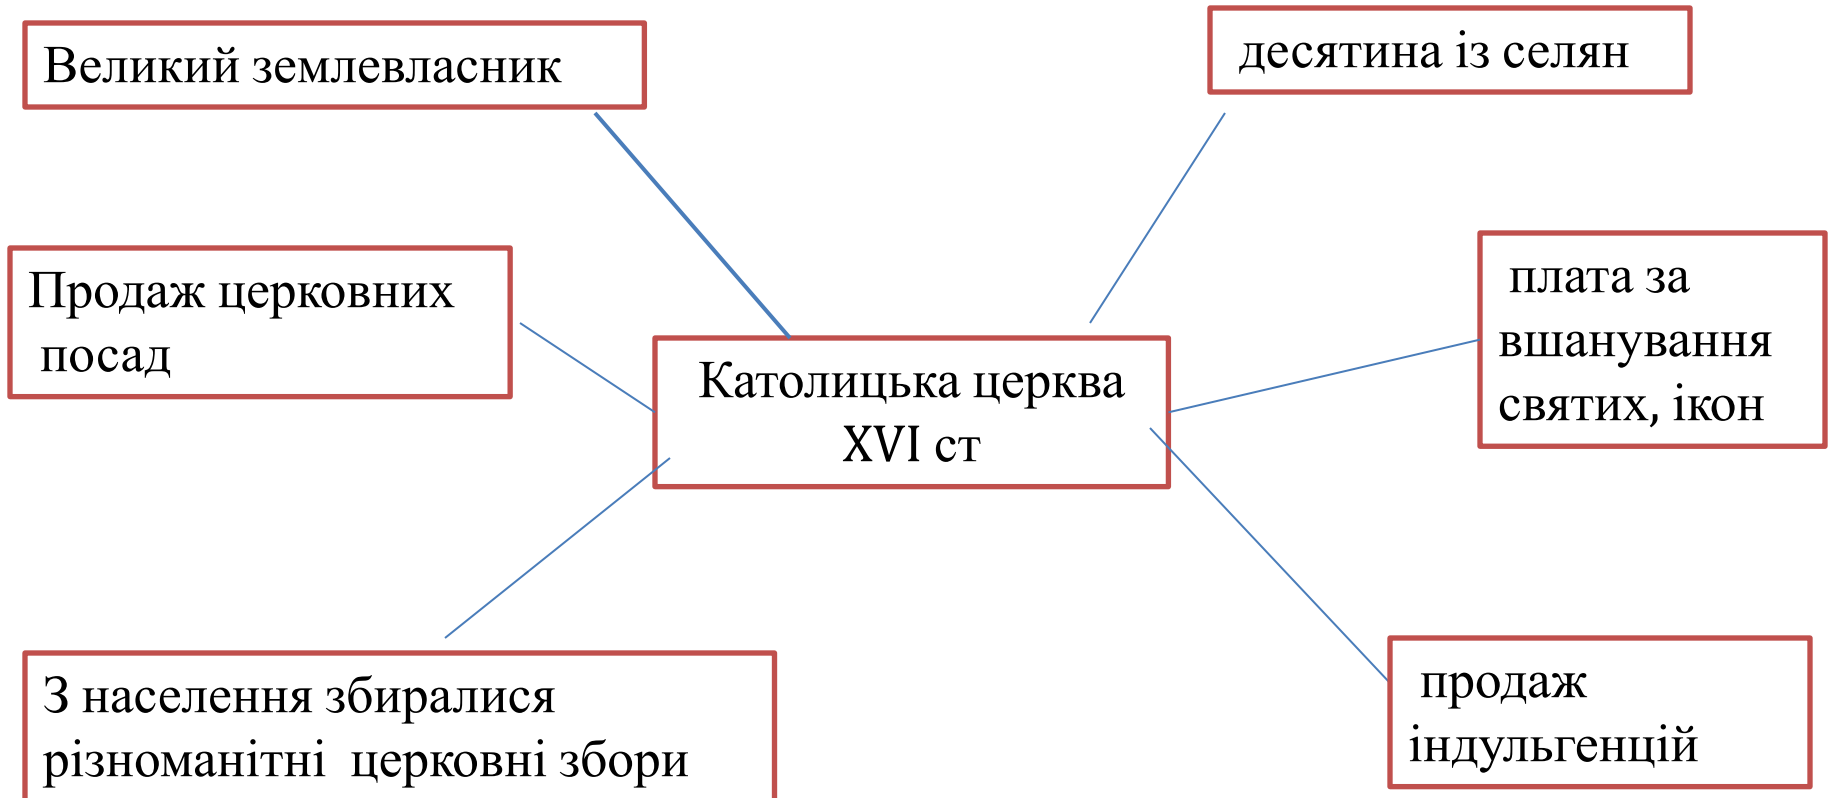 Великий землевласник
десятина із селян
Продаж церковних
посад
плата за
вшанування
святих, ікон
Католицька церква
XVI ст
З населення збиралися
різноманітні церковні збори
продаж
індульгенцій